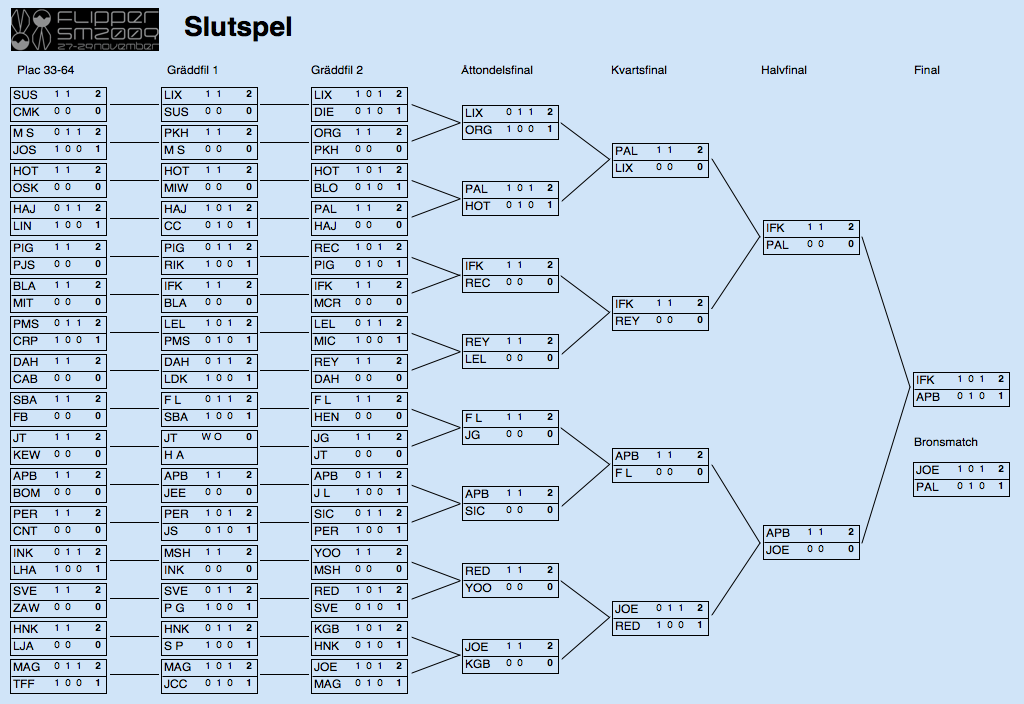 FLIPPER
SM2009
27-29november
Slutspel
Plac 33-64
SUS 1 1 2
CMK 0 0 0
M S 0 1 1 2
JOS 1 0 0 1
HOT 1 1 2
OSK 0 0 0
HAJ 0 1 1 2
LIN 1 0 0 1
PIG 1 1 2
PJS 0 0 0
BLA 1 1 2
MIT 0 0 0
PMS 0 1 1 2
CRP 1 0 0 1
DAH 1 1 2
CAB 0 0 0
SBA 1 1 2
FB 0 0 0
JT 1 1 2
KEW 0 0 0
APB 1 1 2
BOM 0 0 0
PER 1 1 2
CNT 0 0 0
INK 0 1 1 2
LHA 1 0 0 1
SVE 1 1 2
ZAW 0 0 0
HNK 1 1 2
LJA 0 0 0
MAG 0 1 1 2
TFF 1 0 0 1
Gräddfil 1
LIX 1 1 2
SUS 0 0 0
PKH 1 1 2
M S 0 0 0
HOT 1 1 2
MIW 0 0 0
HAJ 1 0 1 2
CC 0 1 0 1
PIG 0 1 1 2
RIK 1 0 0 1
IFK 1 1 2
BLA 0 0 0
LEL 1 0 1 2
PMS 0 1 0 1
DAH 0 1 1 2
LDK 1 0 0 1
F L 0 1 1 2
SBA 1 0 0 1
JT W O 0
H A
APB 1 1 2
JEE 0 0 0
PER 1 0 1 2
JS 0 1 0 1
MSH 1 1 2
INK 0 0 0
SVE 0 1 1 2
P G 1 0 0 1
HNK 0 1 1 2
S P 1 0 0 1
MAG 1 0 1 2
JCC 0 1 0 1
Gräddfil 2
LIX 1 0 1 2
DIE 0 1 0 1
ORG 1 1 2
PKH 0 0 0
HOT 1 0 1 2
BLO 0 1 0 1
PAL 1 1 2
HAJ 0 0 0
REC 1 0 1 2
PIG 0 1 0 1
IFK 1 1 2
MCR 0 0 0
LEL 0 1 1 2
MIC 1 0 0 1
REY 1 1 2
DAH 0 0 0
F L 1 1 2
HEN 0 0 0
JG 1 1 2
JT 0 0 0
APB 0 1 1 2
J L 1 0 0 1
SIC 0 1 1 2
PER 1 0 0 1
YOO 1 1 2
MSH 0 0 0
RED 1 0 1 2
SVE 0 1 0 1
KGB 1 0 1 2
HNK 0 1 0 1
JOE 1 0 1 2
MAG 0 1 0 1
Åttondelsfinal
LIX 0 1 1 2
ORG 1 0 0 1
PAL 1 0 1 2
HOT 0 1 0 1
IFK 1 1 2
REC 0 0 0
REY 1 1 2
LEL 0 0 0
F L 1 1 2
JG 0 0 0
APB 1 1 2
SIC 0 0 0
RED 1 1 2
YOO 0 0 0
JOE 1 1 2
KGB 0 0 0
Kvartsfinal
PAL 1 1 2
LIX 0 0 0
IFK 1 1 2
REY 0 0 0
APB 1 1 2
F L 0 0 0
JOE 0 1 1 2
RED 1 0 0 1
Halvfinal
IFK 1 1 2
PAL 0 0 0
APB 1 1 2
JOE 0 0 0
Final
IFK 1 0 1 2
APB 0 1 0 1
Bronsmatch
JOE 1 0 1 2
PAL 0 1 0 1